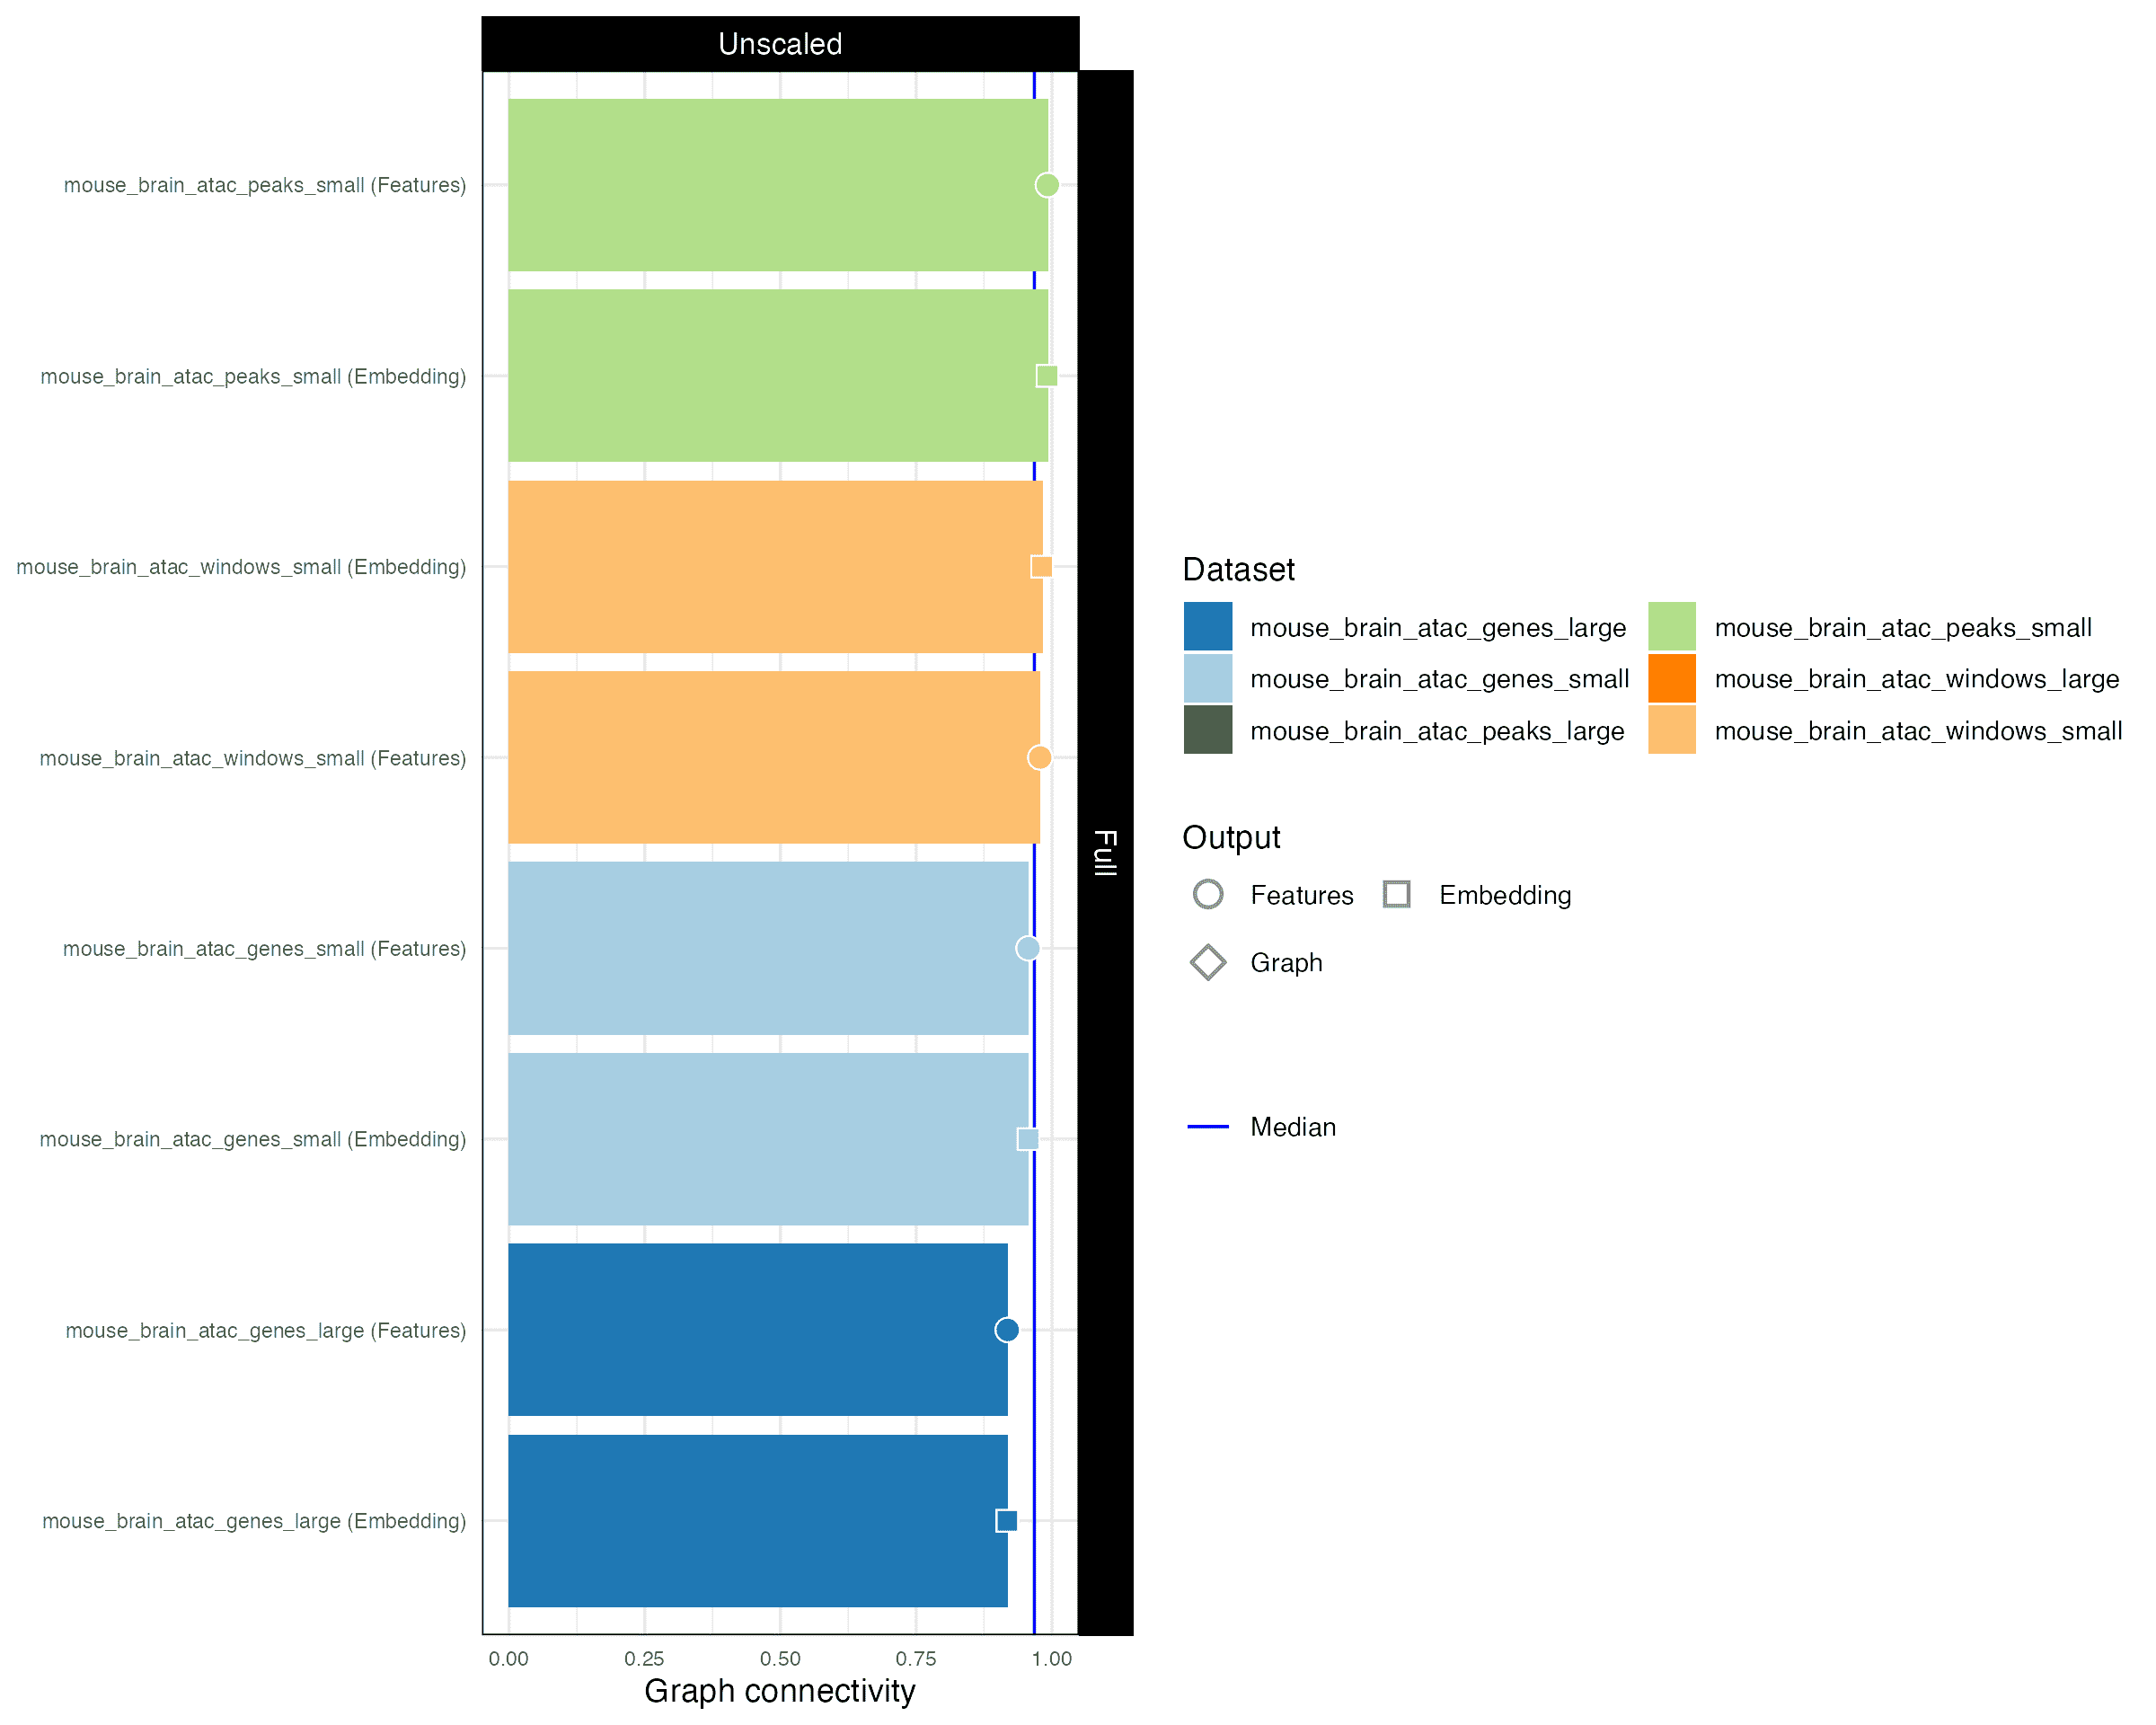 Unscaled
mouse_brain_atac_peaks_small (Features)
mouse_brain_atac_peaks_small (Embedding)
mouse_brain_atac_windows_small (Embedding)
mouse_brain_atac_windows_small (Features)
mouse_brain_atac_genes_small (Features)
mouse_brain_atac_genes_small (Embedding)
mouse_brain_atac_genes_large (Features)
mouse_brain_atac_genes_large (Embedding)
0.00 0.25 0.50 0.75 1.00
Graph connectivity
Full
Dataset
mouse_brain_atac_genes_large mouse_brain_atac_peaks_small
mouse_brain_atac_genes_small mouse_brain_atac_windows_large
mouse_brain_atac_peaks_large mouse_brain_atac_windows_small
Output
Features Embedding
Graph
Median